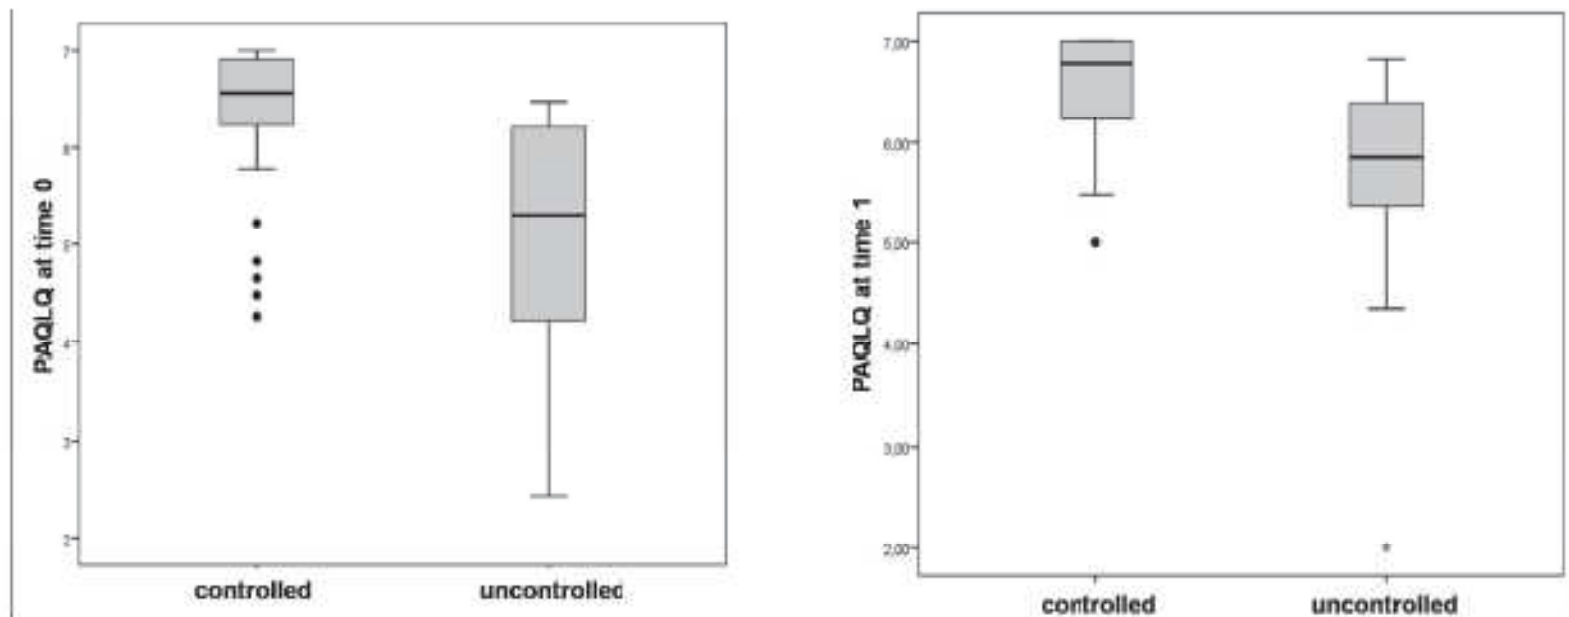 PAQLQ at time 0
7
6
5
4
3
2
controlled
uncontrolled
PAQLQ at time 1
7,00
6,00
5,00
4,00
3,00
2,00
controlled
uncontrolled